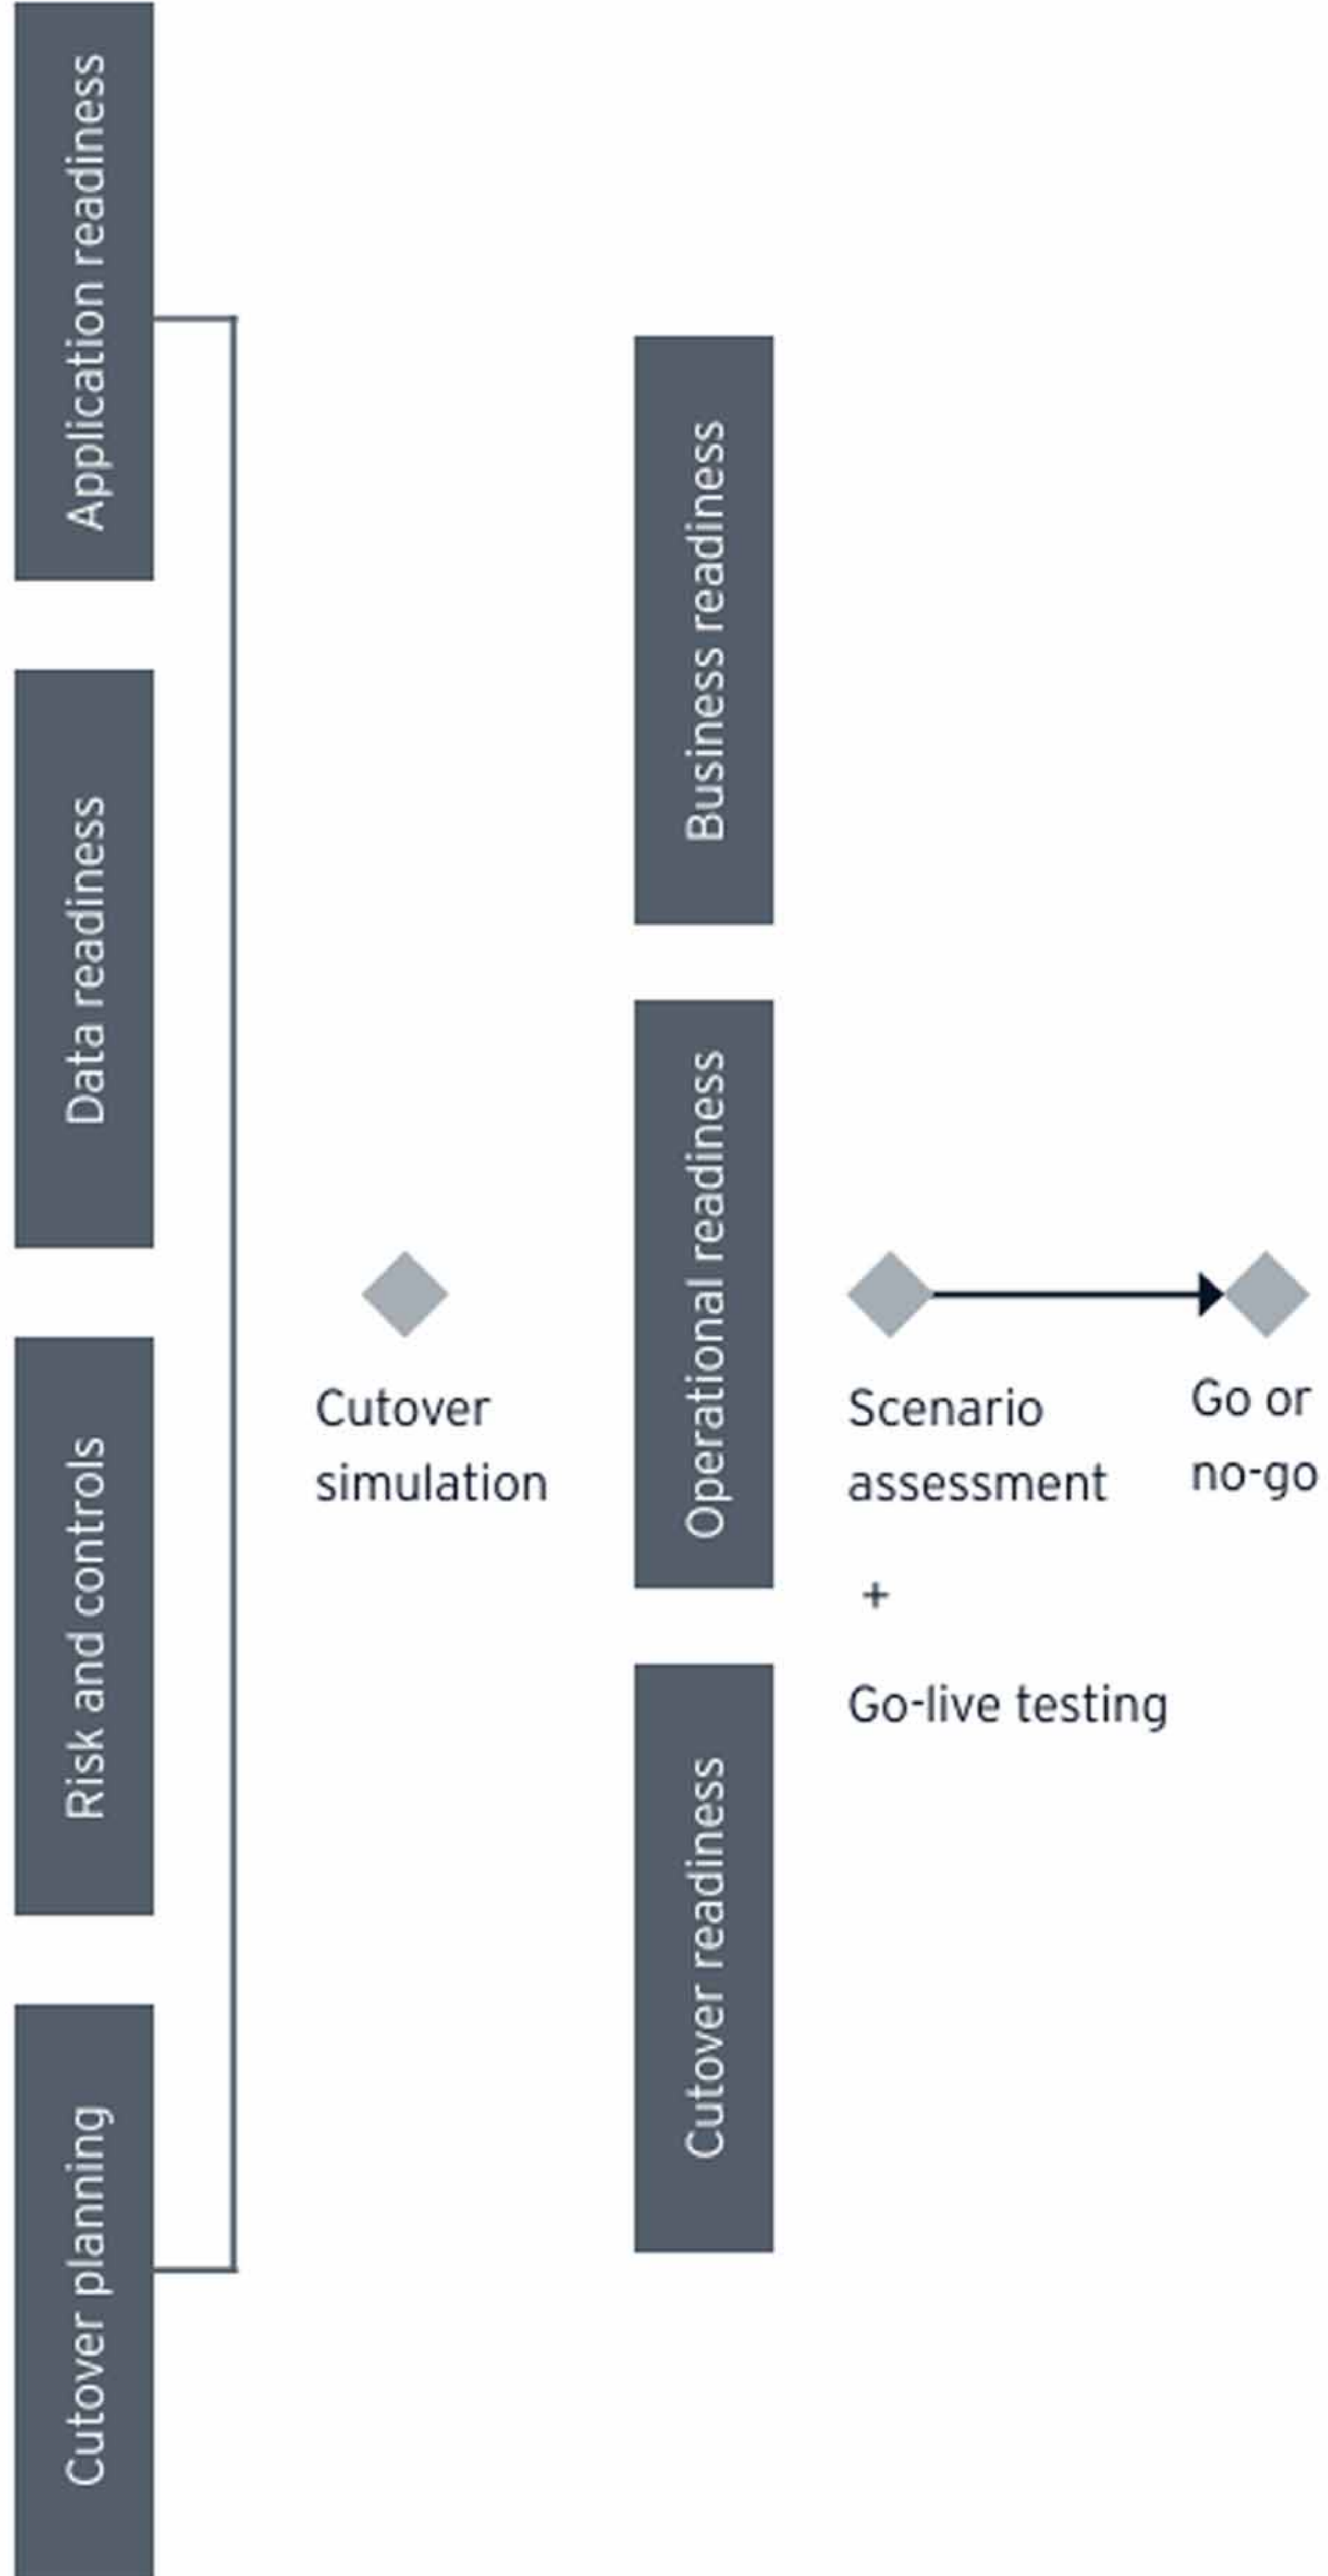 Application readiness
Data readiness
Risk and controls
Cutover planning
Cutover
simulation
Business readiness
Operational readiness
Cutover readiness
Scenario
assessment
+
Go-live testing
Go or
no-go